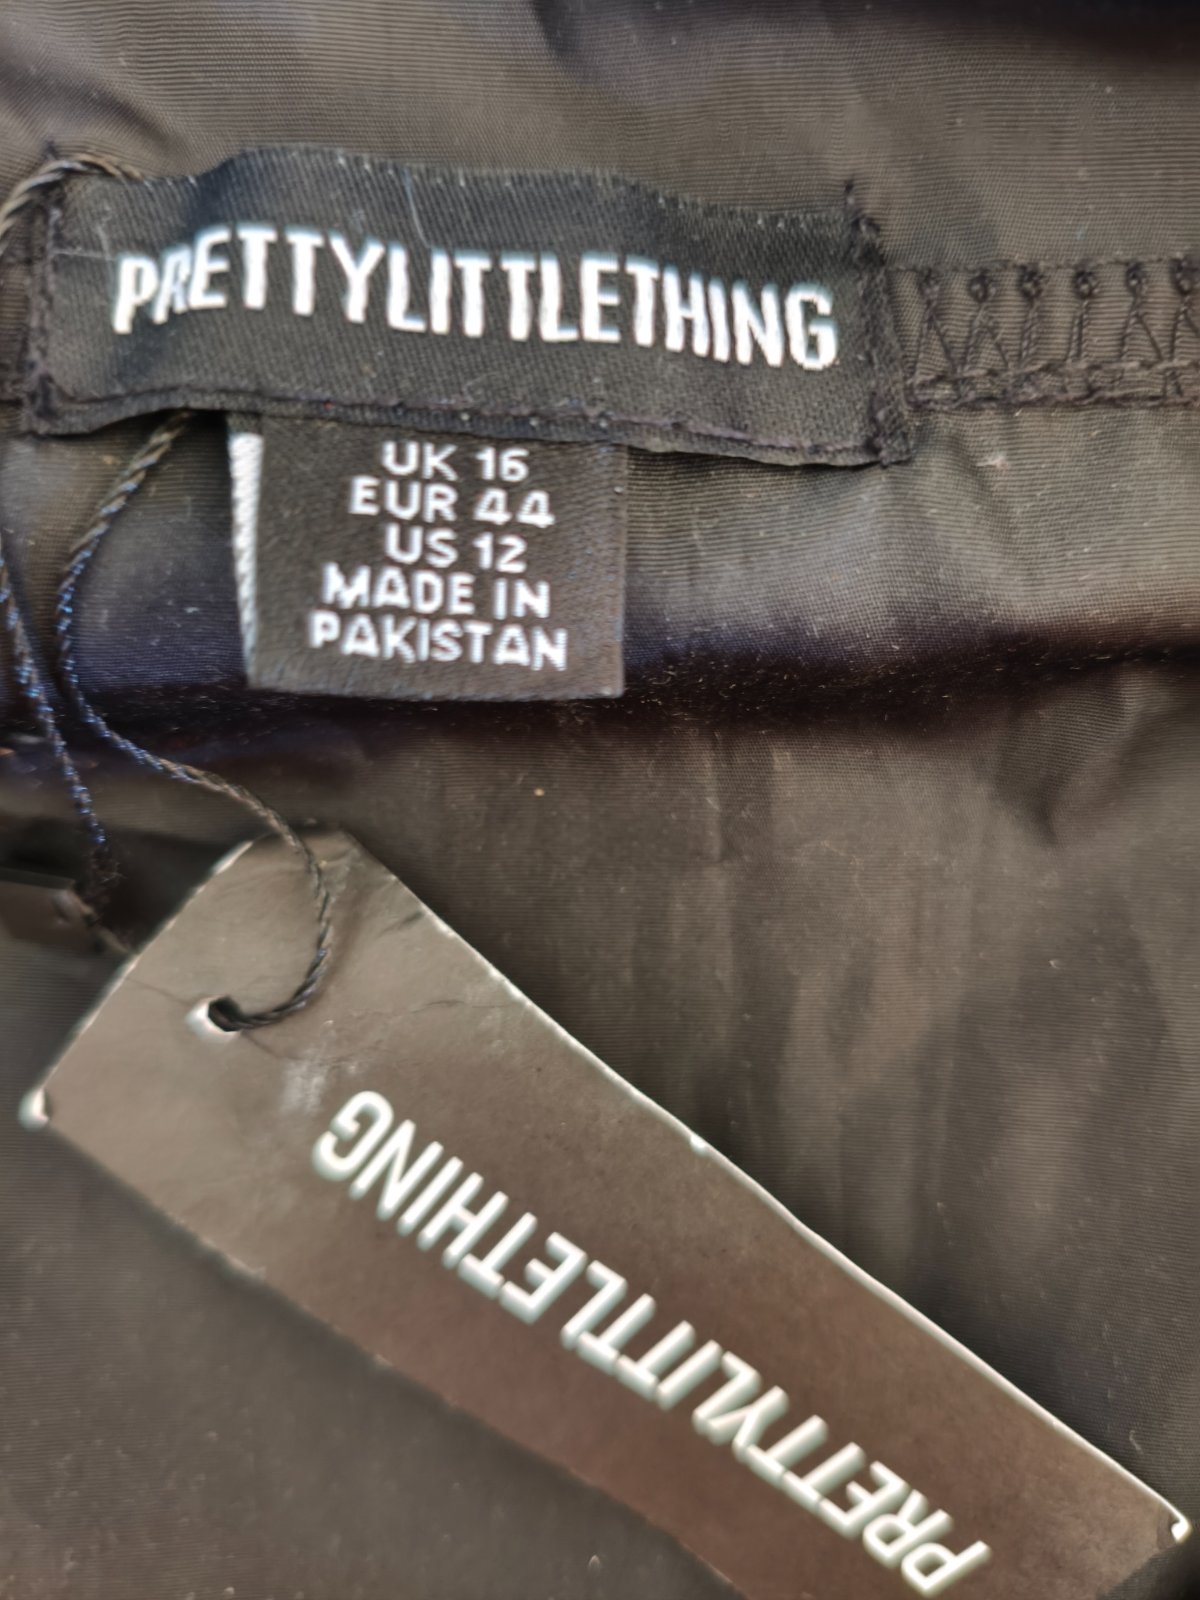 PRETTYLITTLETHING
UK 16
EUR 44
US 12
MADE IN
PAKISTAN
PRETTYLITTLETHING